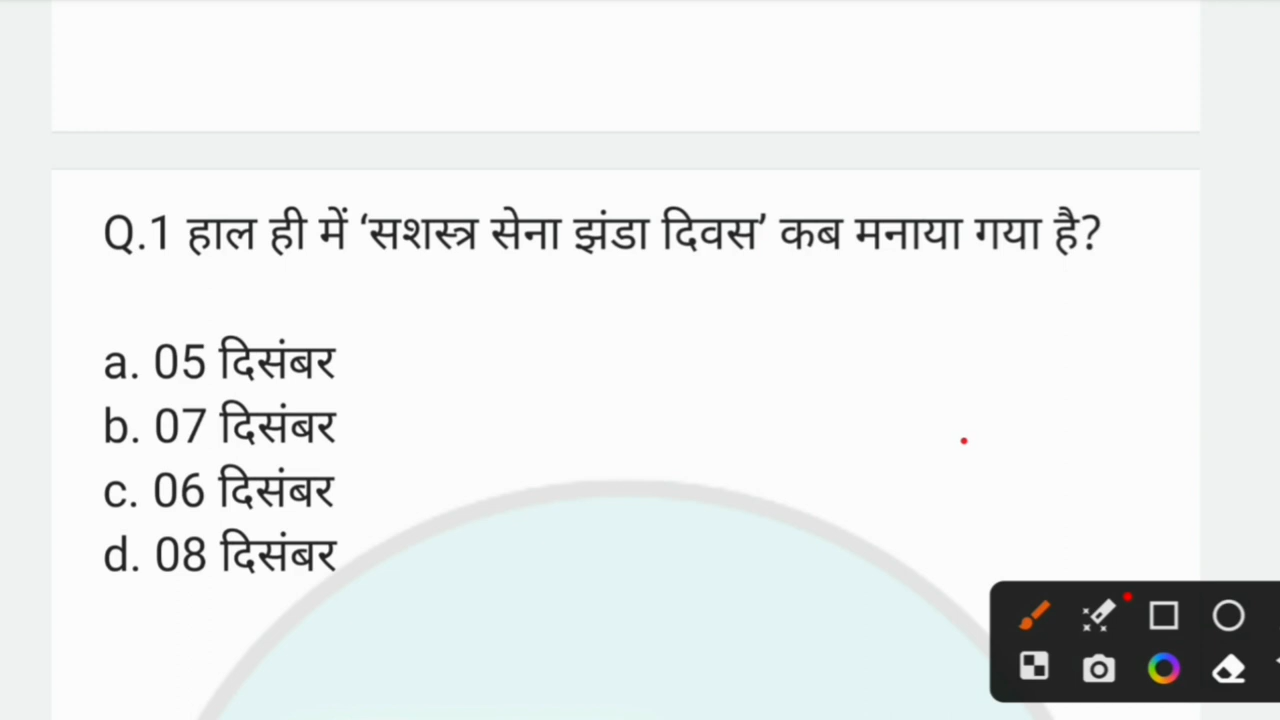 Q.1 हाल ही में ‘सशस्त्र सेना झंडा दिवस’ कब मनाया गया है?
a. 05 दिसंबर
b. 07 दिसंबर
c. 06 दिसंबर
d. 08 दिसंबर